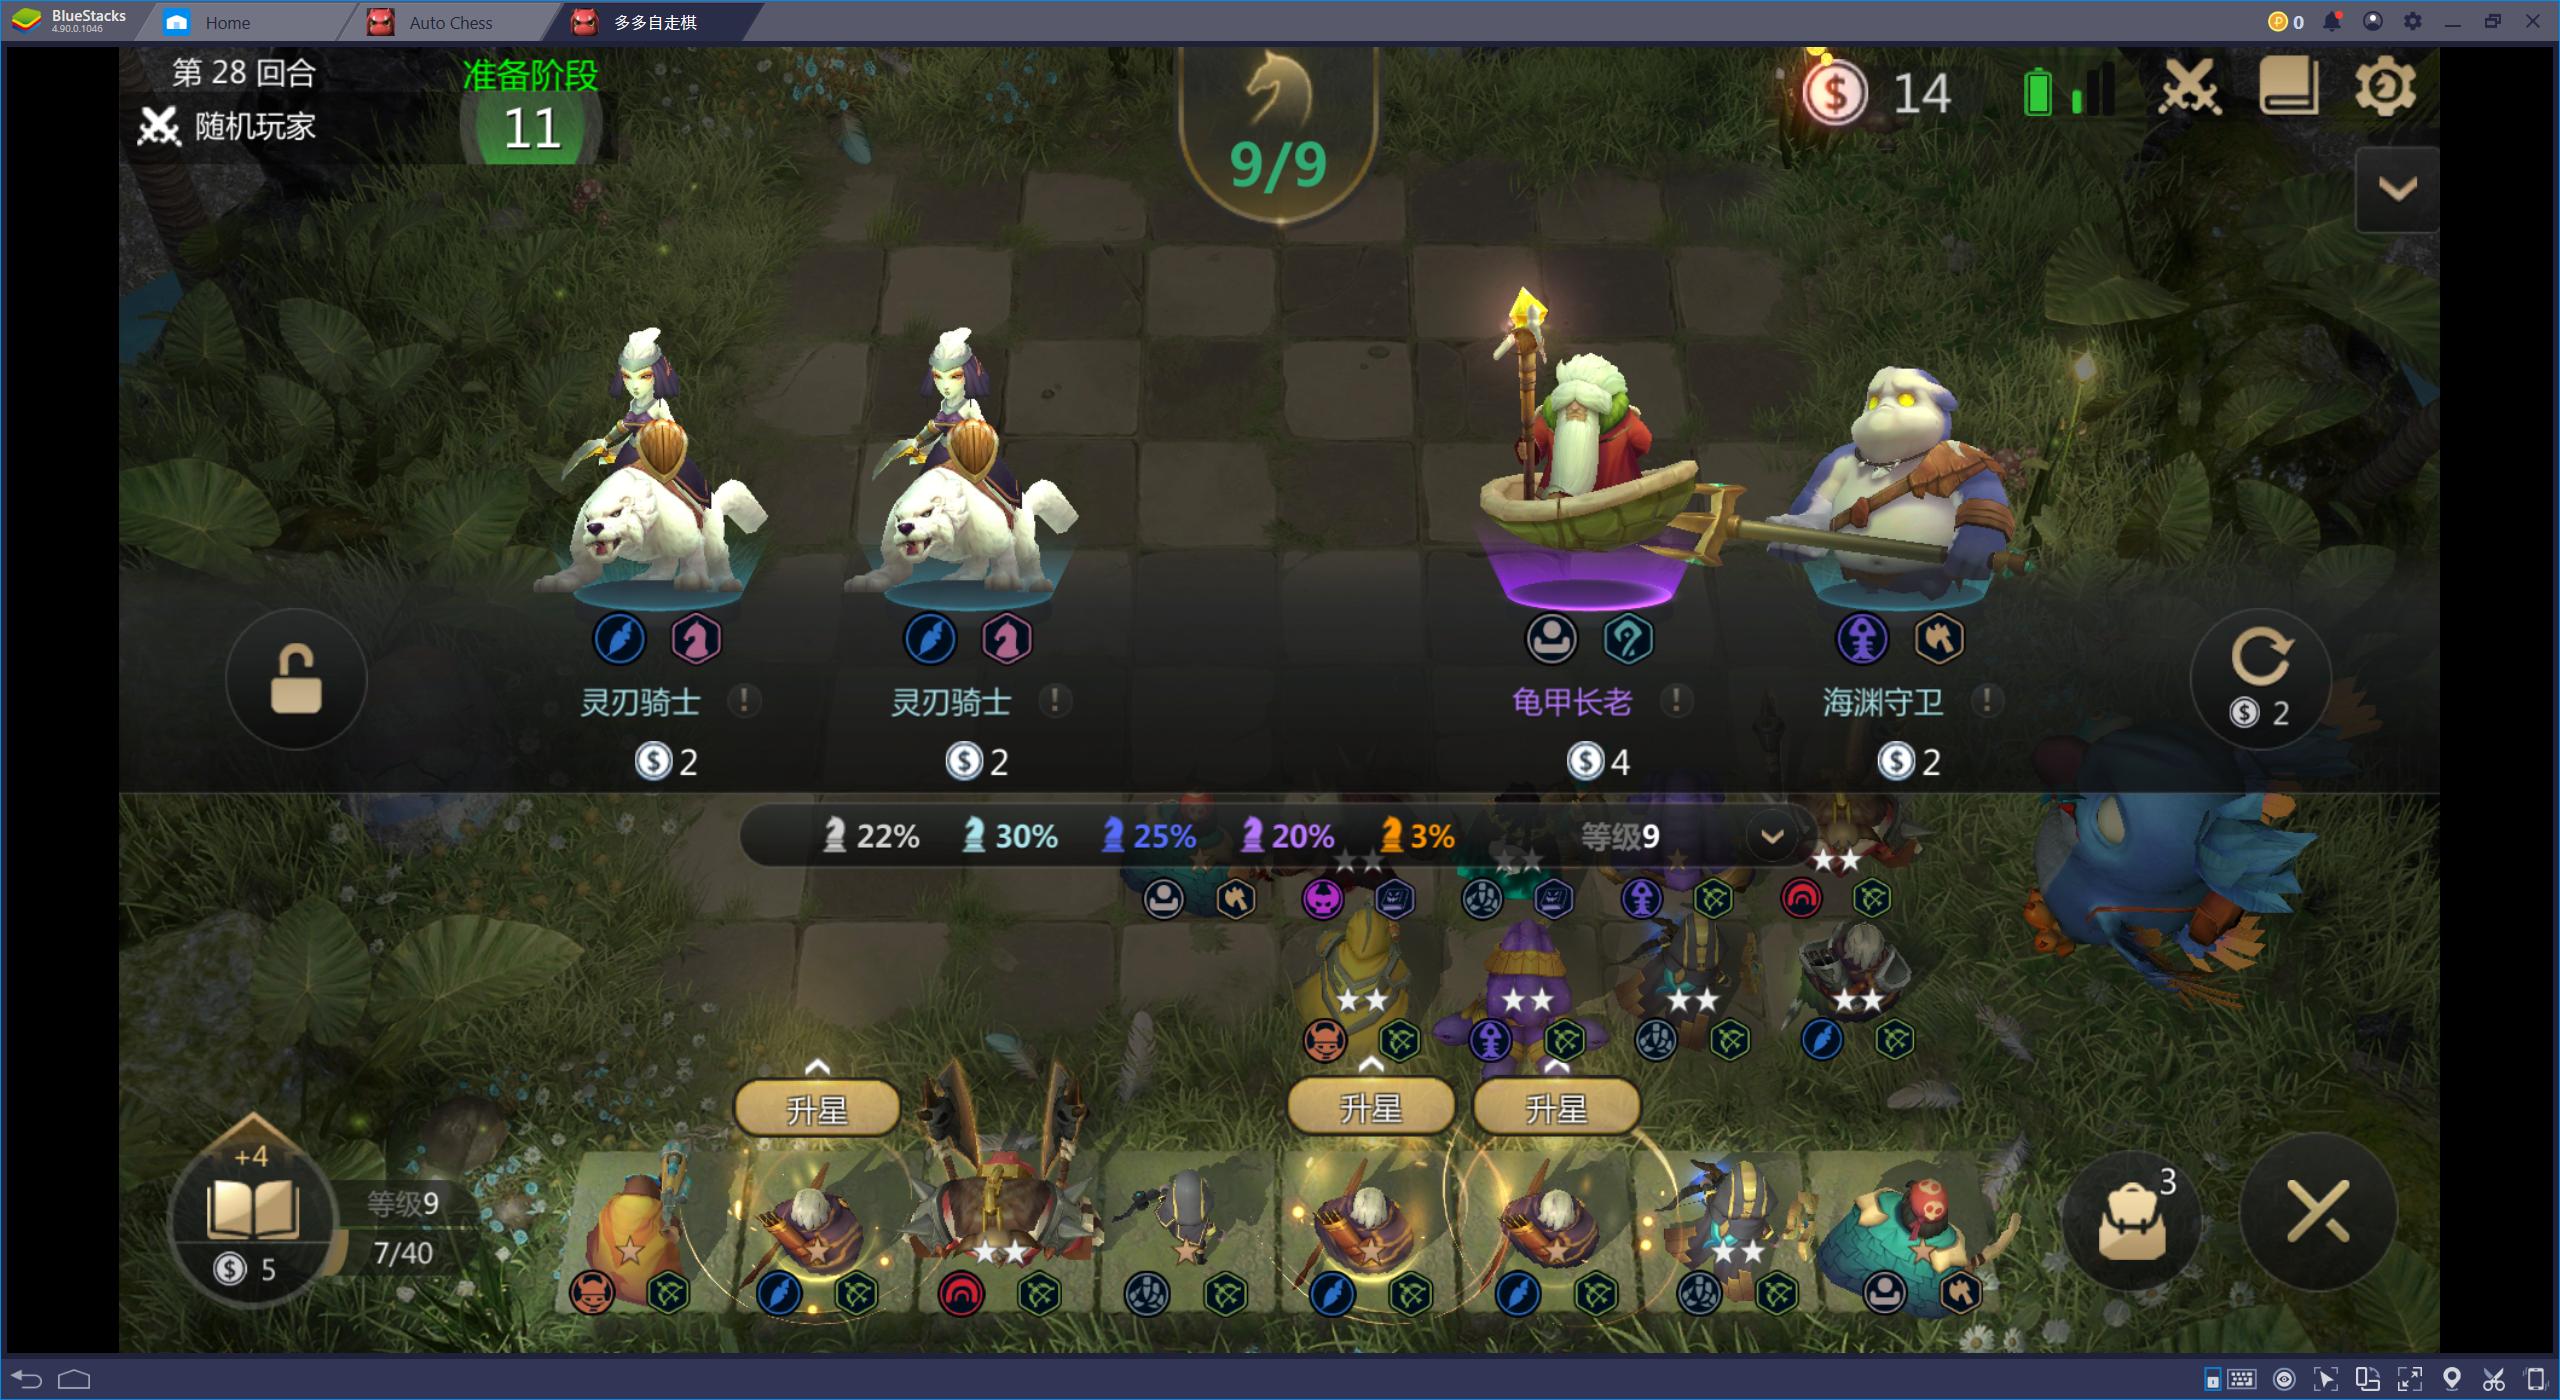 BlueStacks
4.90.0.1046
Home
Auto Chess
多多自走棋
0
第 28 回合
准备阶段
随机玩家
11
9/9
$ 14
灵刃骑士 !
灵刃骑士 !
龟甲长老 !
海渊守卫 !
$ 2
$ 2
$ 4
$ 2
$ 2
22%
30%
25%
20%
3%
等级9
升星
升星
升星
+4
等级9
7/40
$ 5
3